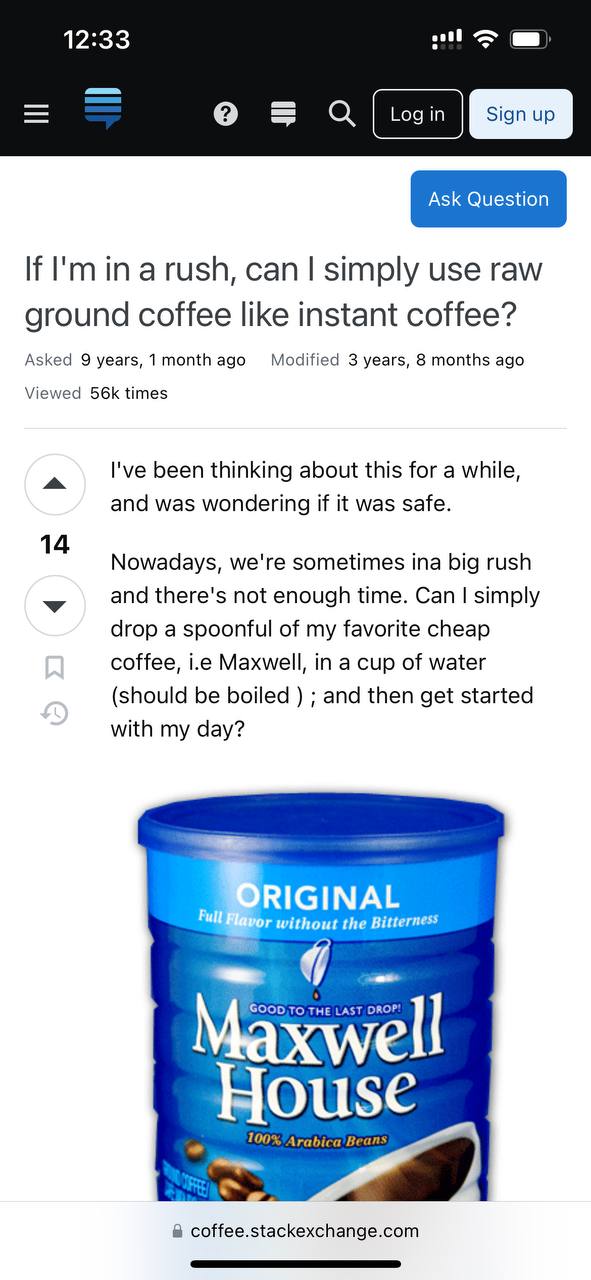 12:33
Log in
Sign up
Ask Question
If I'm in a rush, can I simply use raw
ground coffee like instant coffee?
Asked 9 years, 1 month ago Modified 3 years, 8 months ago
Viewed 56k times
I've been thinking about this for a while,
and was wondering if it was safe.
14
Nowadays, we're sometimes ina big rush
and there's not enough time. Can I simply
drop a spoonful of my favorite cheap
coffee, i.e Maxwell, in a cup of water
(should be boiled ) ; and then get started
with my day?
ORIGINAL
Full Flavor without the Bitterness
GOOD TO THE LAST DROP!
Maxwell
House
100% Arabica Beans
coffee.stackexchange.com